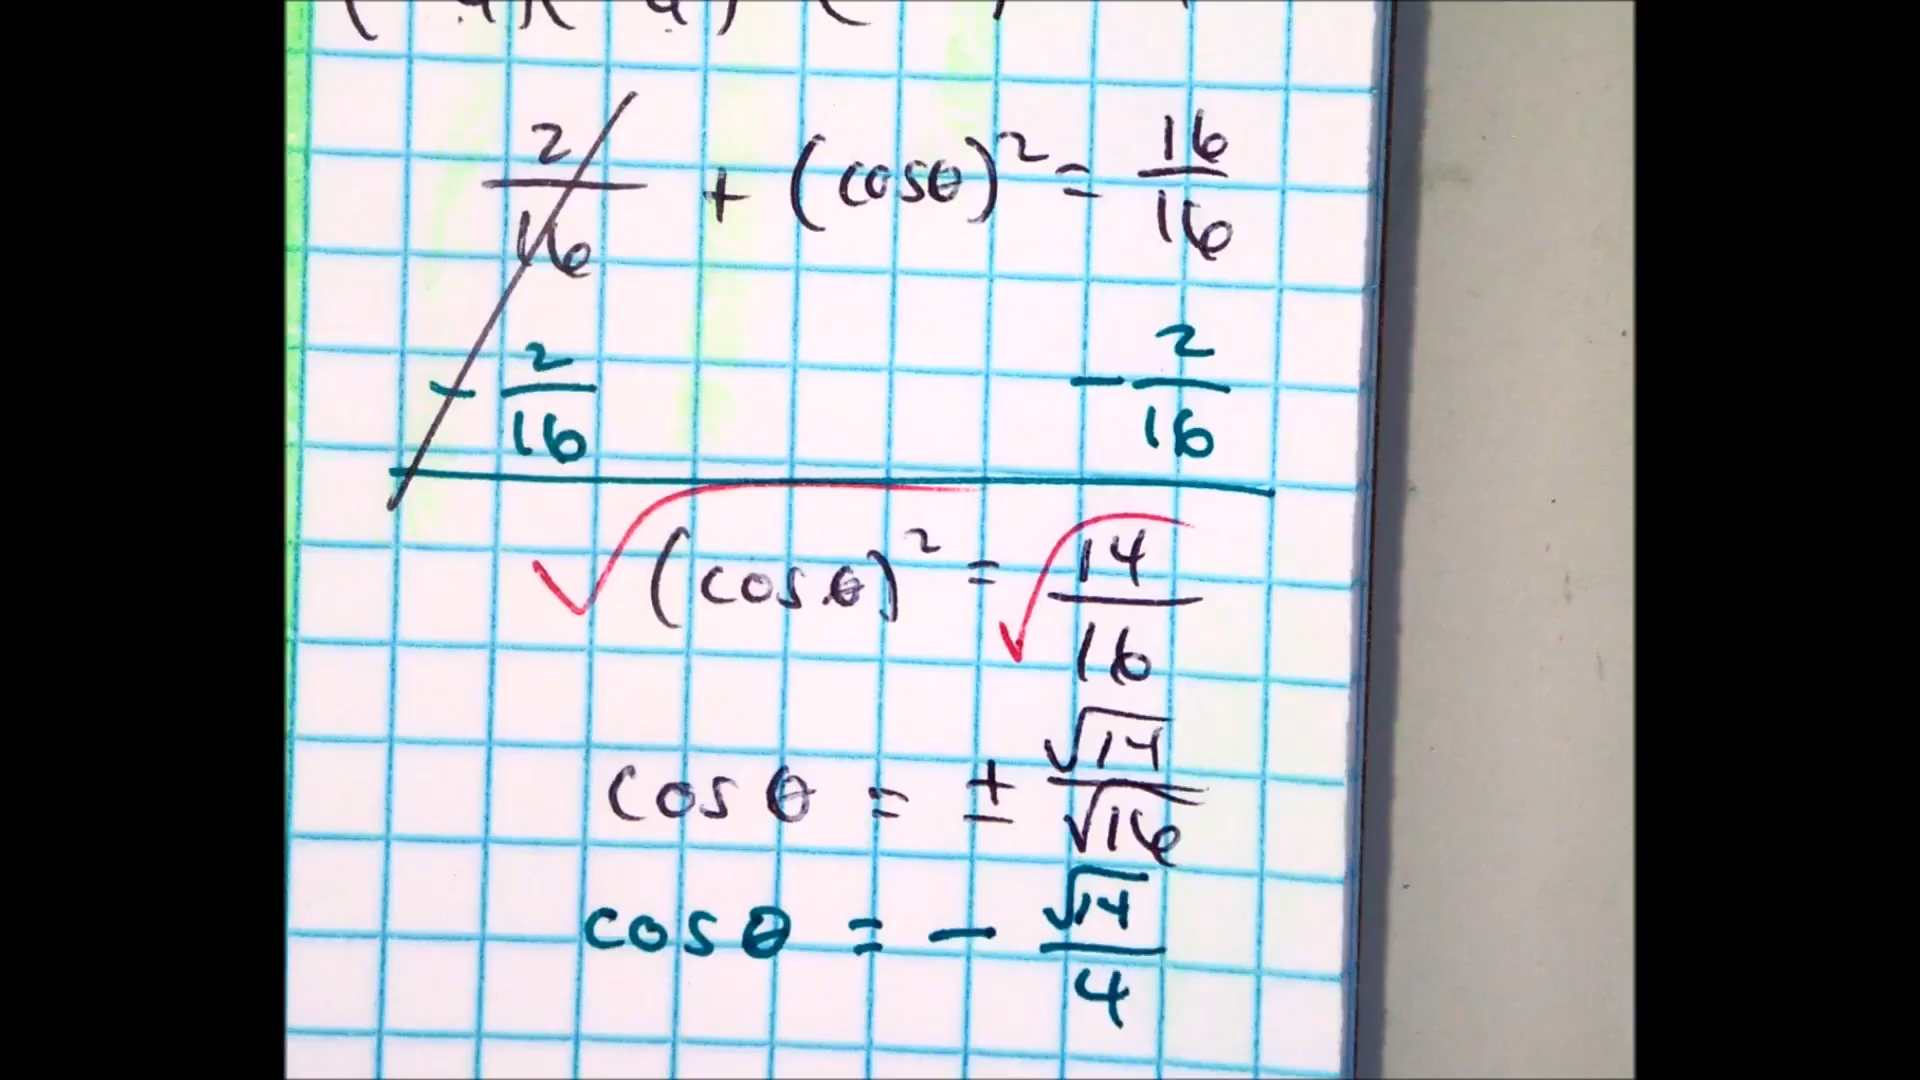 2/16 + (cosθ)² = 16/16
- 2/16 - 2/16
√(cosθ)² = √14/16
cosθ = ± √14/√16
cosθ = - √14/4